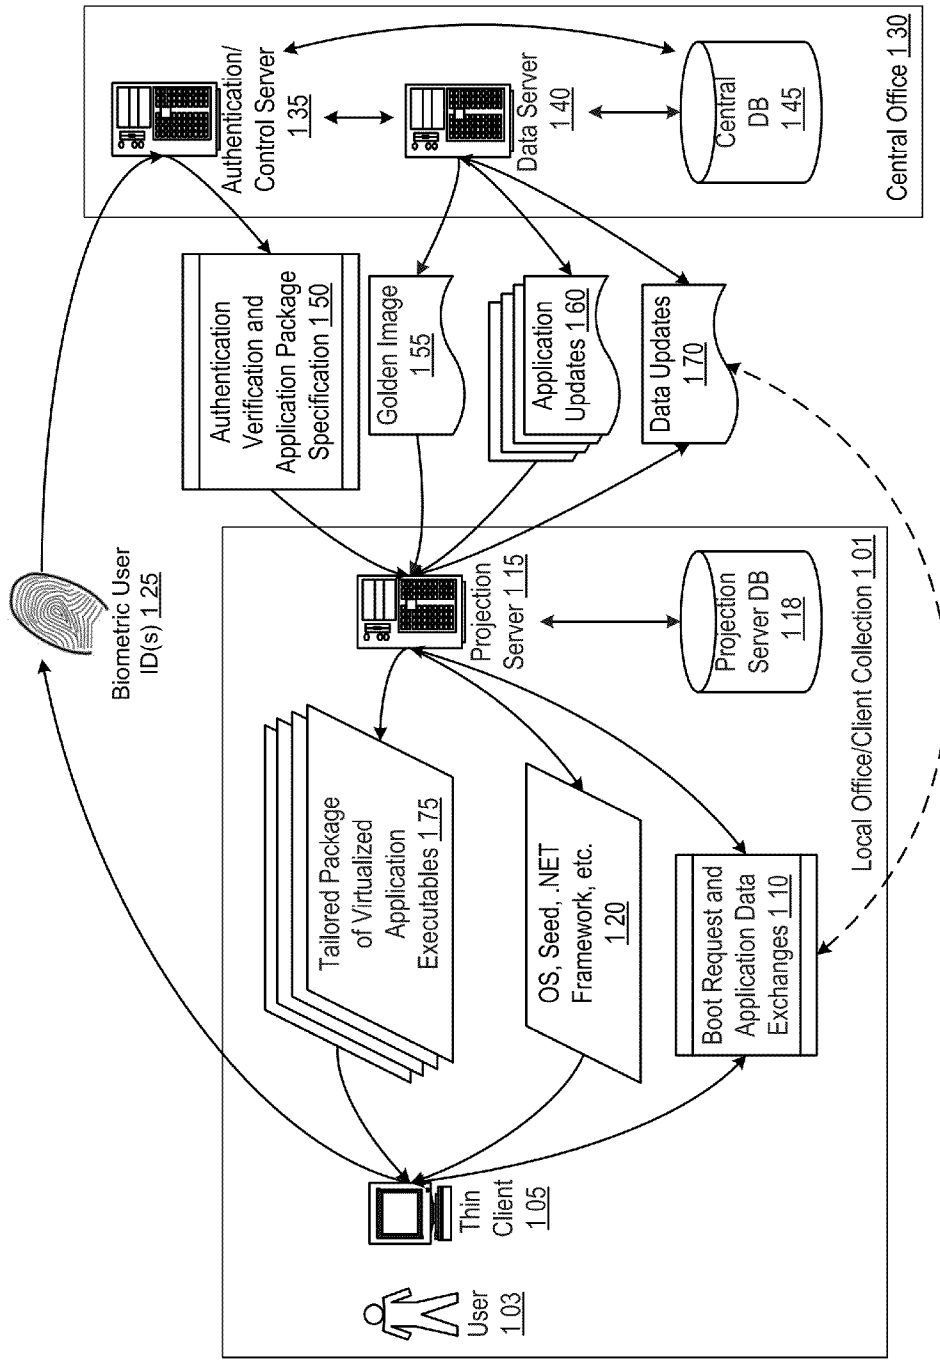 Biometric User
ID(s) 1.25
User
1.03
Thin
Client
1.05
Tailored Package
of Virtualized
Application
Executables 1.75
OS, Seed, .NET
Framework, etc.
1.20
Boot Request and
Application Data
Exchanges 1.10
Projection
Server 1.15
Projection
Server DB
1.18
Local Office/Client Collection 1.01
Authentication
Verification and
Application Package
Specification 1.50
Golden Image
1.55
Application
Updates 1.60
Data Updates
1.70
Authentication/
Control Server
1.35
Data Server
1.40
Central
DB
1.45
Central Office 1.30